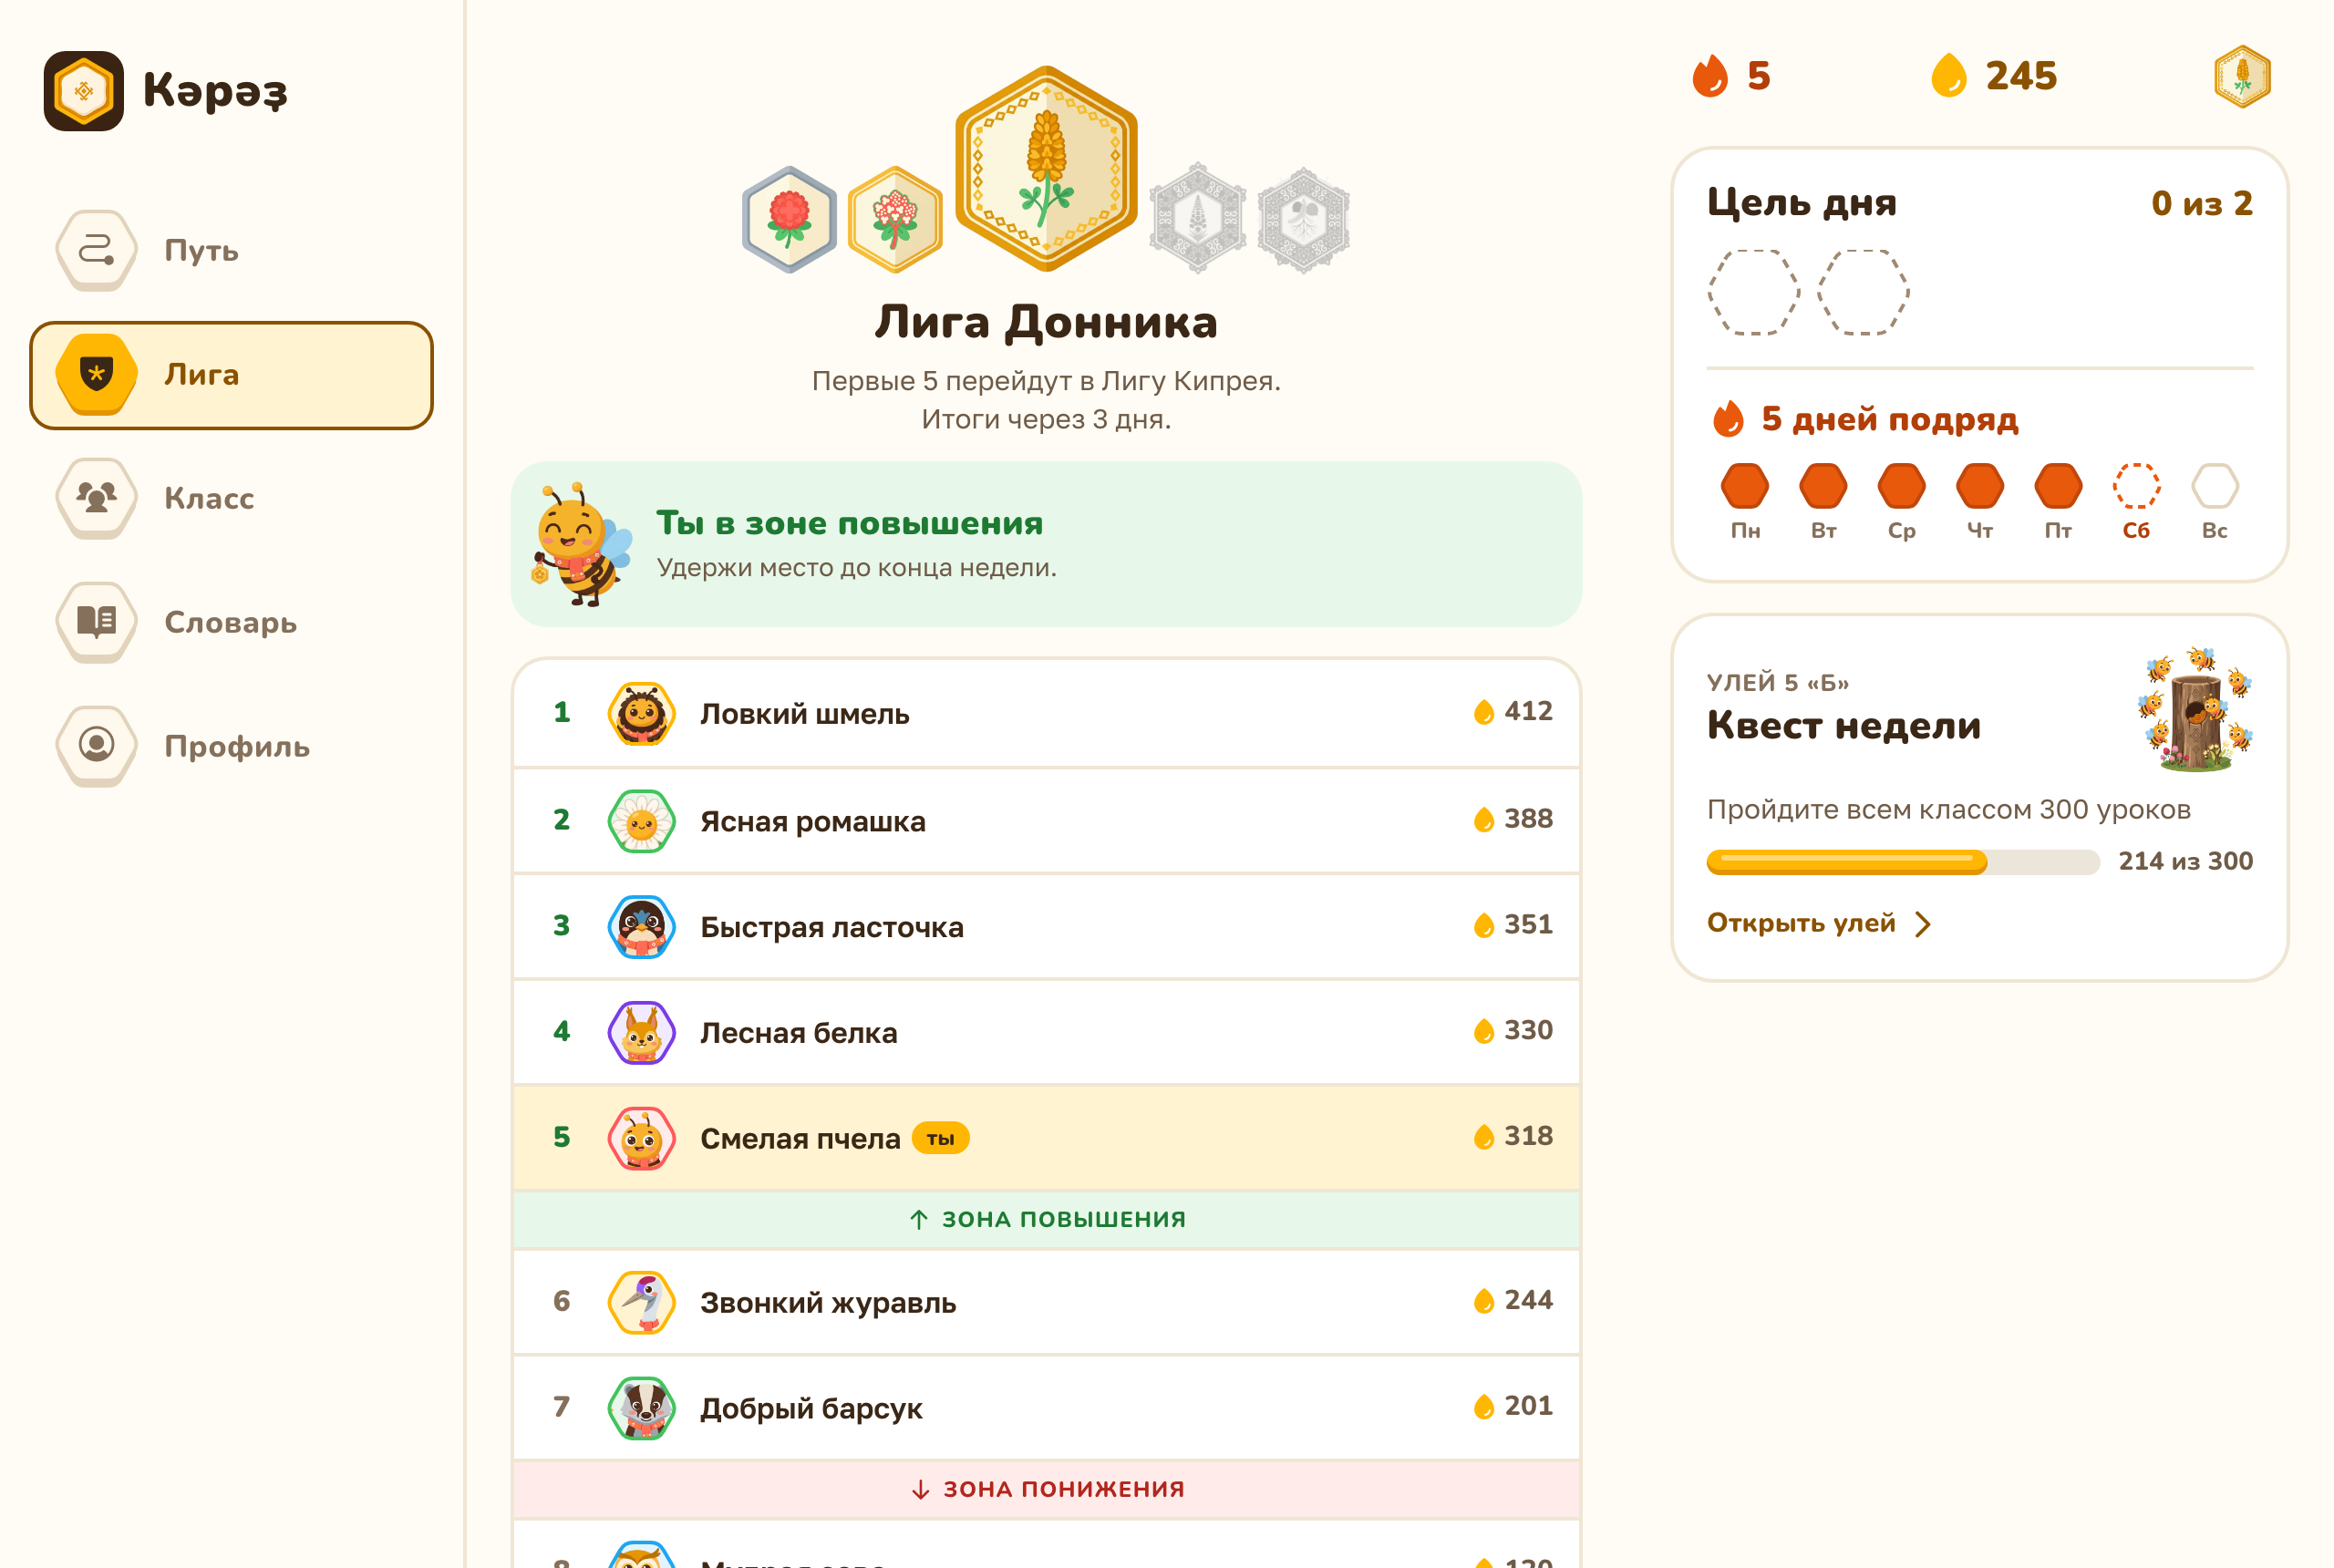 Кәрәҙ
Путь
Лига
Класс
Словарь
Профиль
Лига Донника
Первые 5 перейдут в Лигу Кипрея.
Итоги через 3 дня.
Ты в зоне повышения
Удержи место до конца недели.
1 Ловкий шмель 412
2 Ясная ромашка 388
3 Быстрая ласточка 351
4 Лесная белка 330
5 Смелая пчела ты 318
↑ ЗОНА ПОВЫШЕНИЯ
6 Звонкий журавль 244
7 Добрый барсук 201
↓ ЗОНА ПОНИЖЕНИЯ
5 245
Цель дня 0 из 2
5 дней подряд
Пн Вт Ср Чт Пт Сб Вс
УЛЕЙ 5 «Б»
Квест недели
Пройдите всем классом 300 уроков
214 из 300
Открыть улей